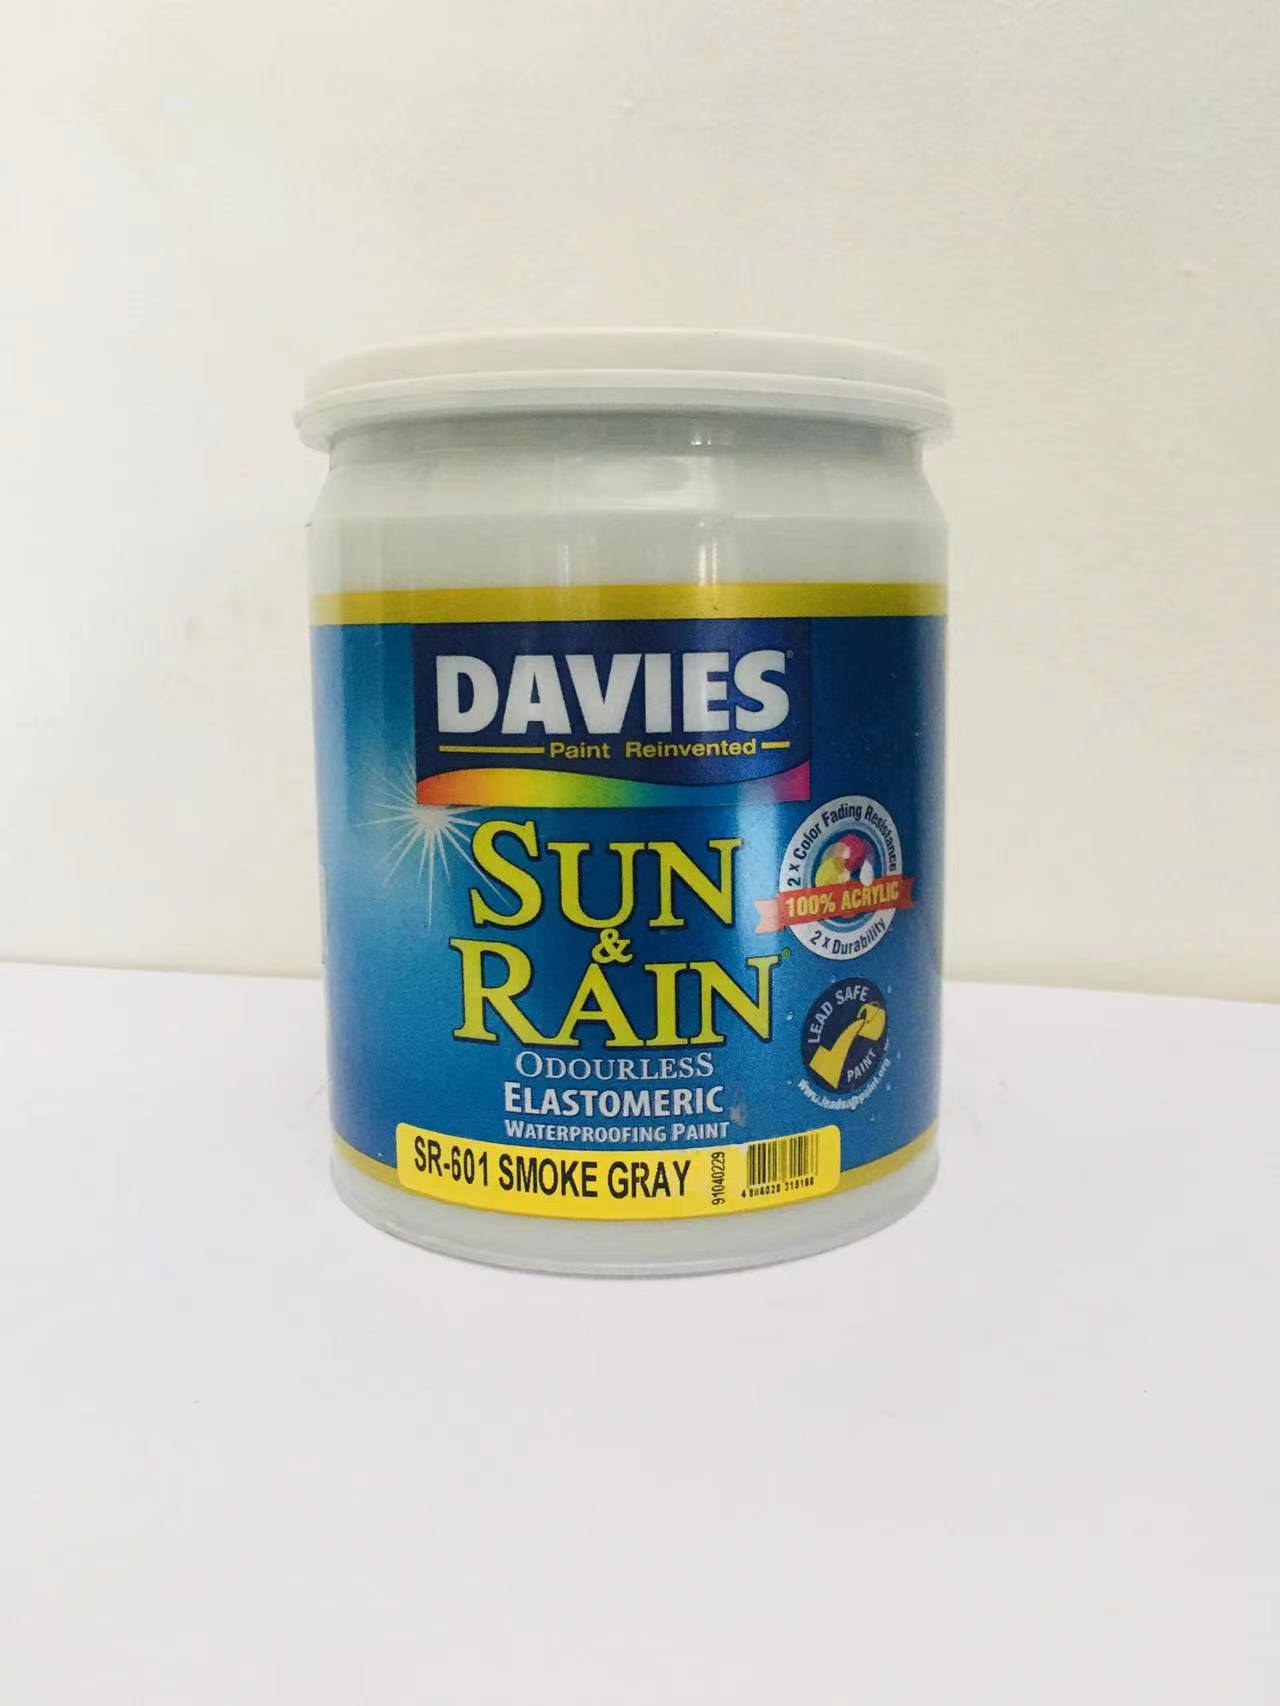 DAVIES®
Paint Reinvented
SUN
&
RAIN
ODOURLESS
ELASTOMERIC
WATERPROOFING PAINT
2 x Color Fading Resistance
100% ACRYLIC
2 x Durability
LEAD SAFE
PAINT
SR-601 SMOKE GRAY
91040229